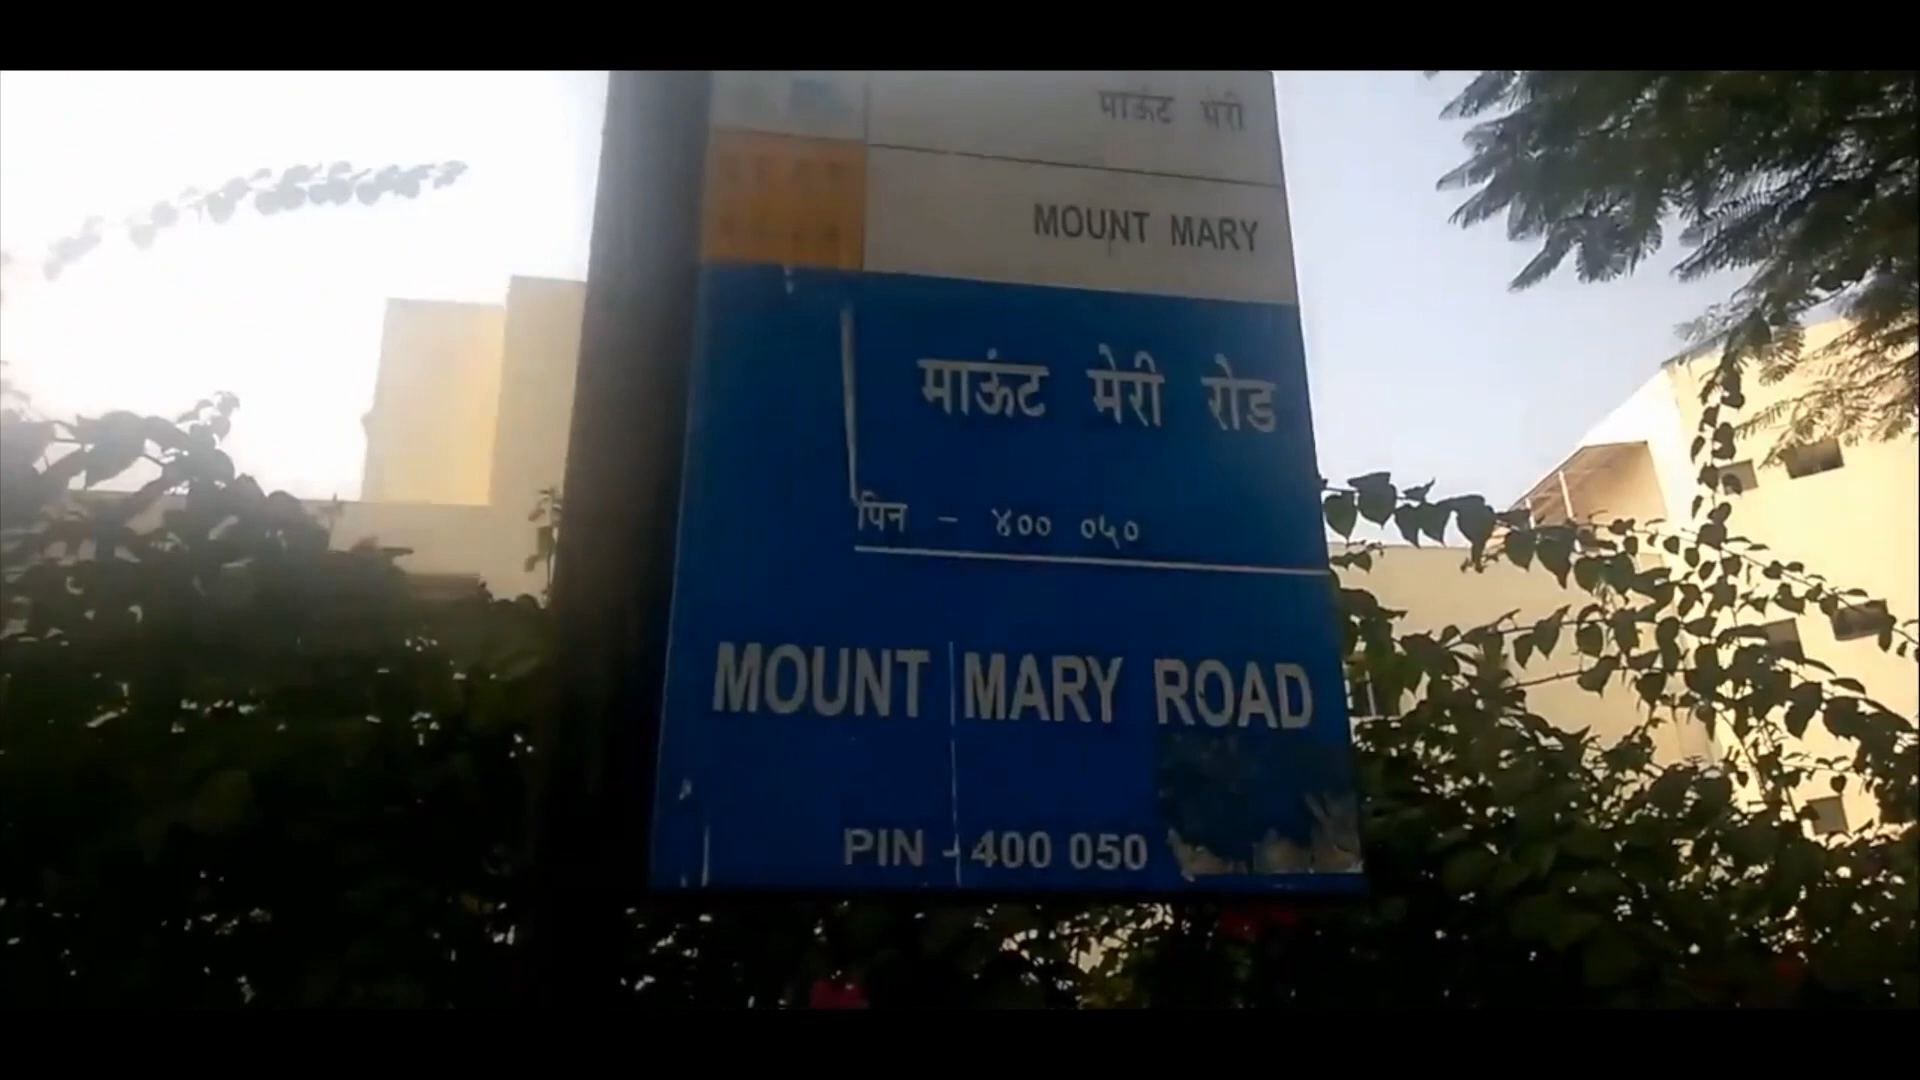 माऊंट मेरी
MOUNT MARY
माऊंट मेरी रोड
पिन - ४०० ०५०
MOUNT MARY ROAD
PIN - 400 050